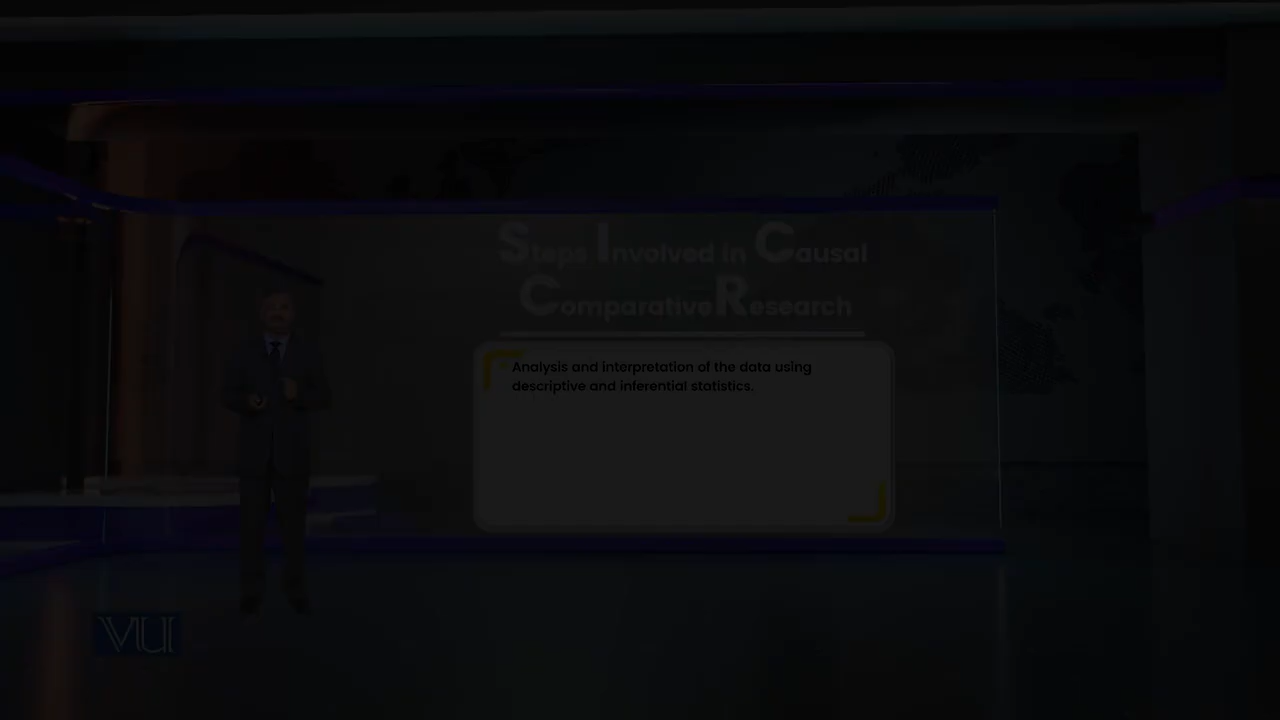 Steps Involved in Causal
Comparative Research
Analysis and interpretation of the data using
descriptive and inferential statistics.
VU